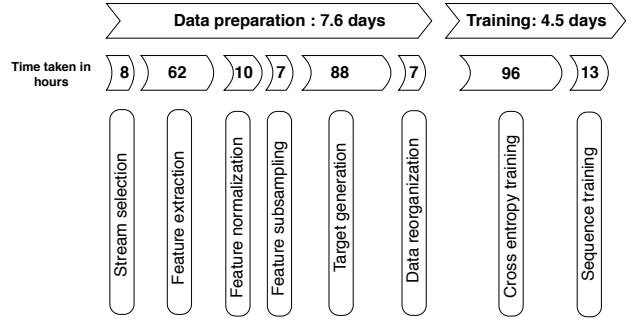 Data preparation : 7.6 days
Training: 4.5 days
Time taken in
hours
8
62
10
7
88
7
96
13
Stream selection
Feature extraction
Feature normalization
Feature subsampling
Target generation
Data reorganization
Cross entropy training
Sequence training